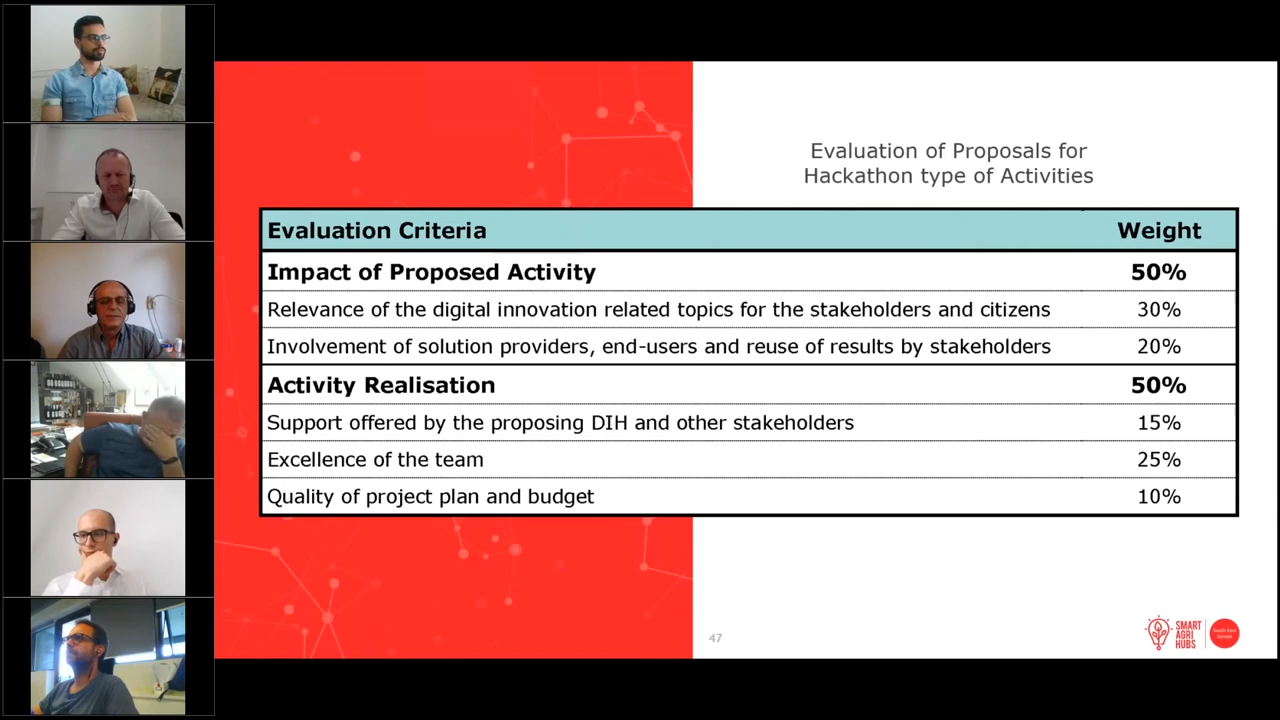 Evaluation of Proposals for
Hackathon type of Activities
Evaluation Criteria Weight
Impact of Proposed Activity 50%
Relevance of the digital innovation related topics for the stakeholders and citizens 30%
Involvement of solution providers, end-users and reuse of results by stakeholders 20%
Activity Realisation 50%
Support offered by the proposing DIH and other stakeholders 15%
Excellence of the team 25%
Quality of project plan and budget 10%
47
SMART
AGRI
HUBS
South East
Europe